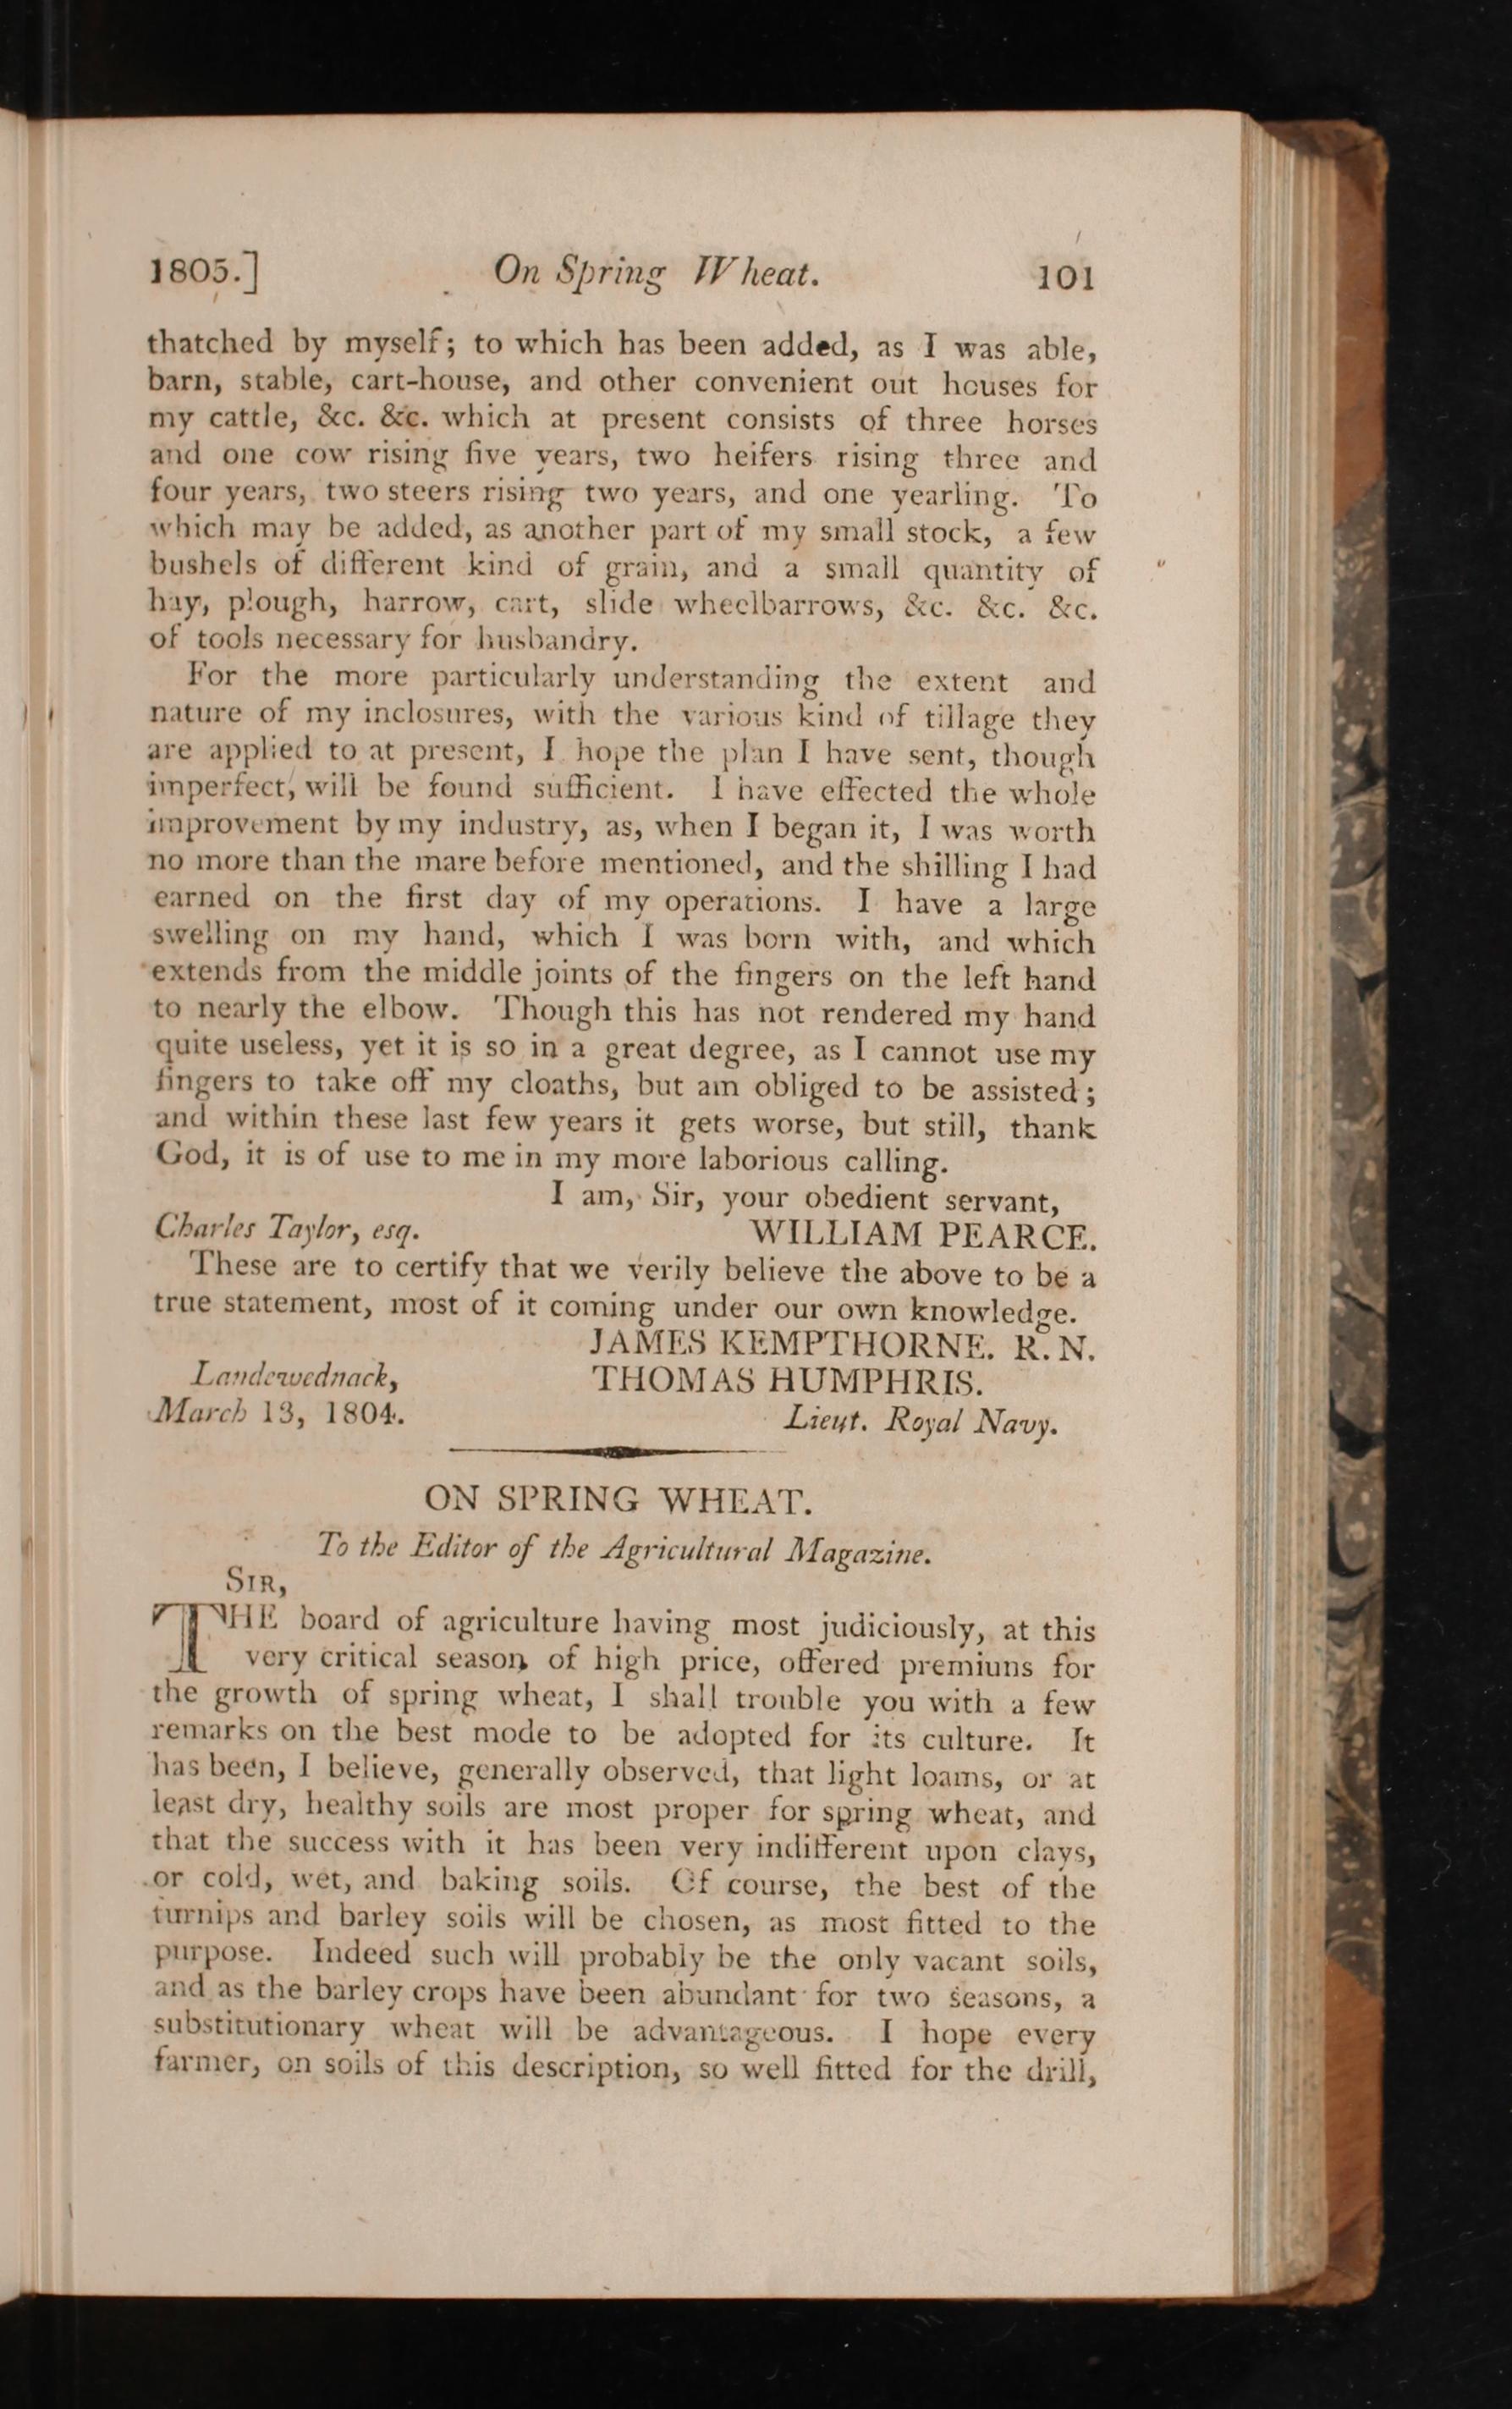 1805.] On Spring Wheat. 101
thatched by myself; to which has been added, as I was able,
barn, stable, cart-house, and other convenient out houses for
my cattle, &c. &c. which at present consists of three horses
and one cow rising five years, two heifers rising three and
four years, two steers rising two years, and one yearling. To
which may be added, as another part of my small stock, a few
bushels of different kind of grain, and a small quantity of
hay, plough, harrow, cart, slide wheelbarrows, &c. &c. &c.
of tools necessary for husbandry.
For the more particularly understanding the extent and
nature of my inclosures, with the various kind of tillage they
are applied to at present, I hope the plan I have sent, though
imperfect, will be found sufficient. I have effected the whole
improvement by my industry, as, when I began it, I was worth
no more than the mare before mentioned, and the shilling I had
earned on the first day of my operations. I have a large
swelling on my hand, which I was born with, and which
extends from the middle joints of the fingers on the left hand
to nearly the elbow. Though this has not rendered my hand
quite useless, yet it is so in a great degree, as I cannot use my
fingers to take off my cloaths, but am obliged to be assisted;
and within these last few years it gets worse, but still, thank
God, it is of use to me in my more laborious calling.
I am, Sir, your obedient servant,
Charles Taylor, esq. WILLIAM PEARCE.
These are to certify that we verily believe the above to be a
true statement, most of it coming under our own knowledge.
JAMES KEMPTHORNE. R. N.
Landewednack, THOMAS HUMPHRIS.
March 13, 1804. Lieut. Royal Navy.
ON SPRING WHEAT.
To the Editor of the Agricultural Magazine.
SIR,
THE board of agriculture having most judiciously, at this
very critical season of high price, offered premiuns for
the growth of spring wheat, I shall trouble you with a few
remarks on the best mode to be adopted for its culture. It
has been, I believe, generally observed, that light loams, or at
least dry, healthy soils are most proper for spring wheat, and
that the success with it has been very indifferent upon clays,
or cold, wet, and baking soils. Of course, the best of the
turnips and barley soils will be chosen, as most fitted to the
purpose. Indeed such will probably be the only vacant soils,
and as the barley crops have been abundant for two seasons, a
substitutionary wheat will be advantageous. I hope every
farmer, on soils of this description, so well fitted for the drill,